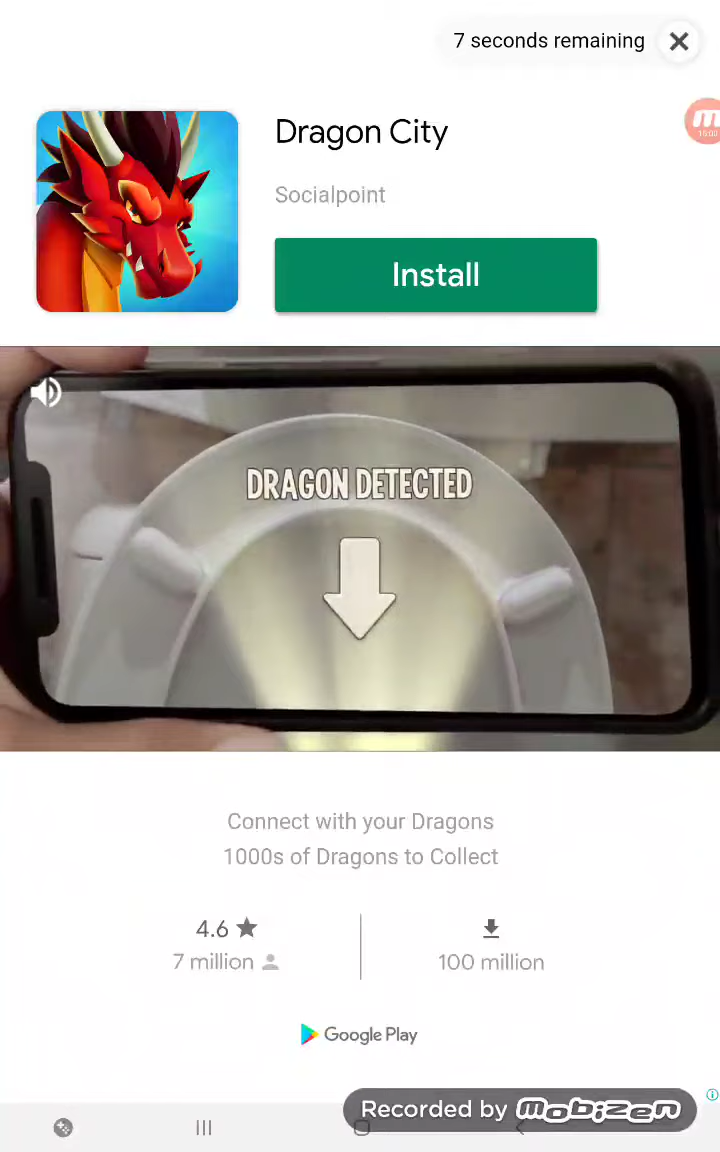 7 seconds remaining
Dragon City
Socialpoint
Install
DRAGON DETECTED
Connect with your Dragons
1000s of Dragons to Collect
4.6
7 million
100 million
Google Play
Recorded by mobizen